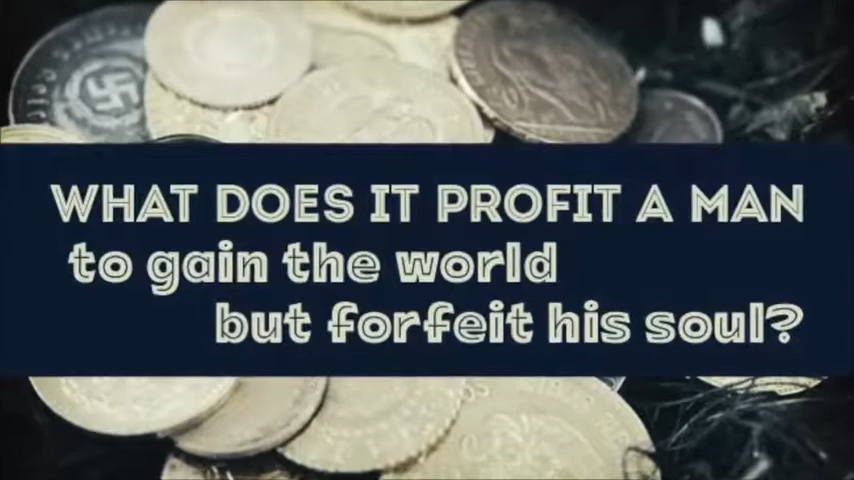 WHAT DOES IT PROFIT A MAN
to gain the world
but forfeit his soul?